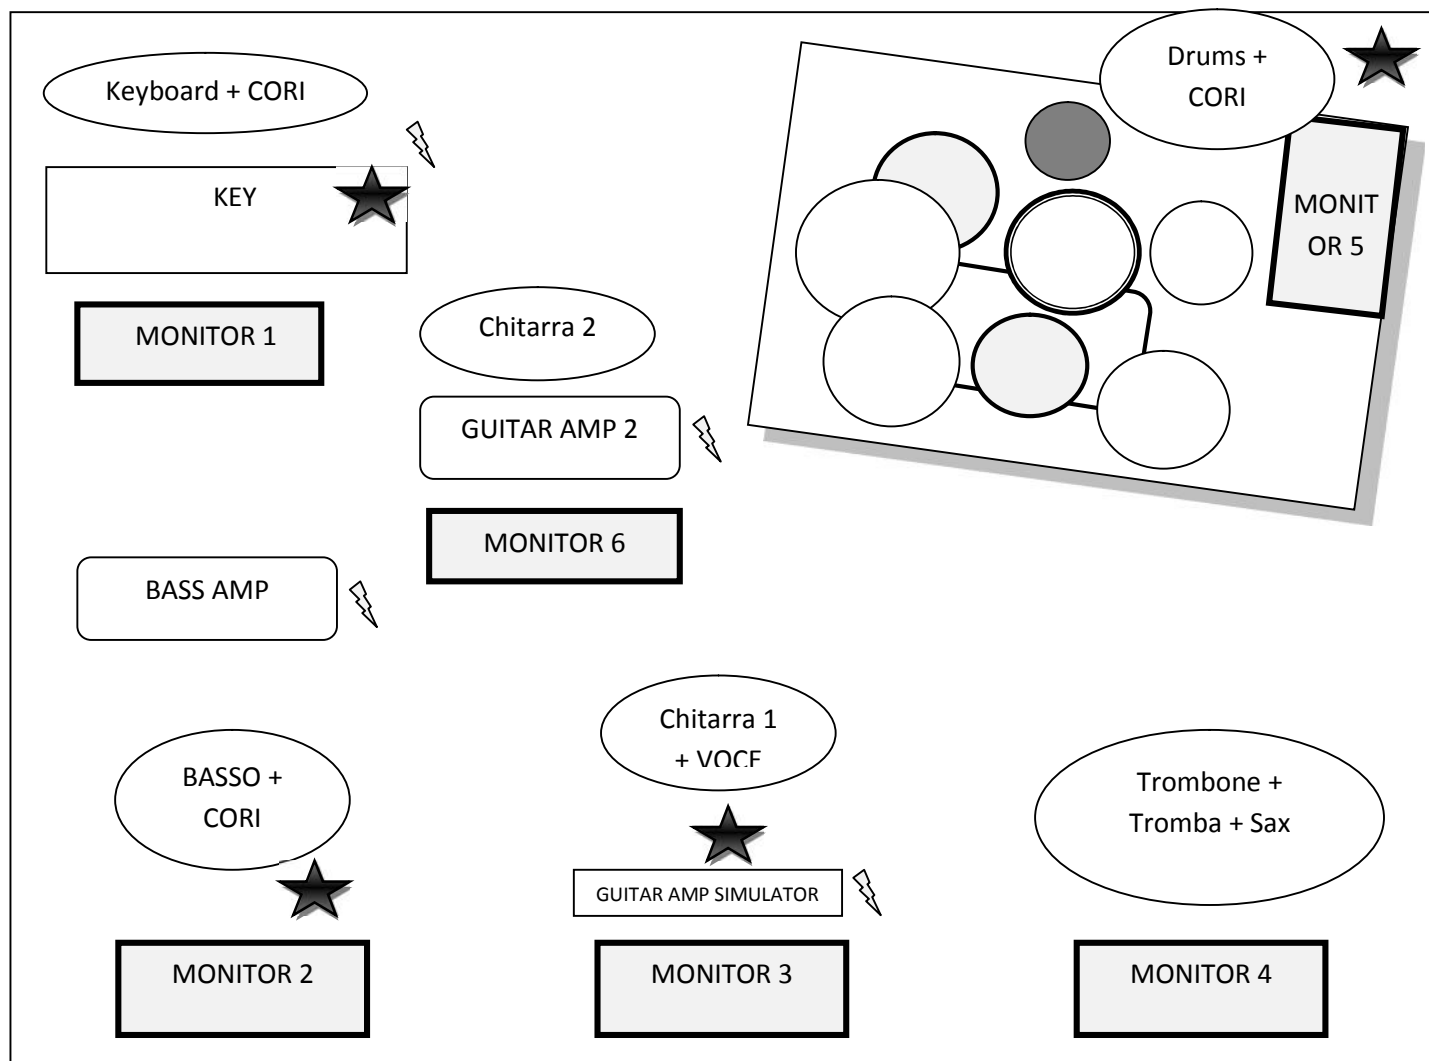 Keyboard + CORI
Drums +
CORI
KEY
MONIT
OR 5
MONITOR 1
Chitarra 2
GUITAR AMP 2
MONITOR 6
BASS AMP
Chitarra 1
+ VOCE
BASSO +
CORI
Trombone +
Tromba + Sax
GUITAR AMP SIMULATOR
MONITOR 2
MONITOR 3
MONITOR 4